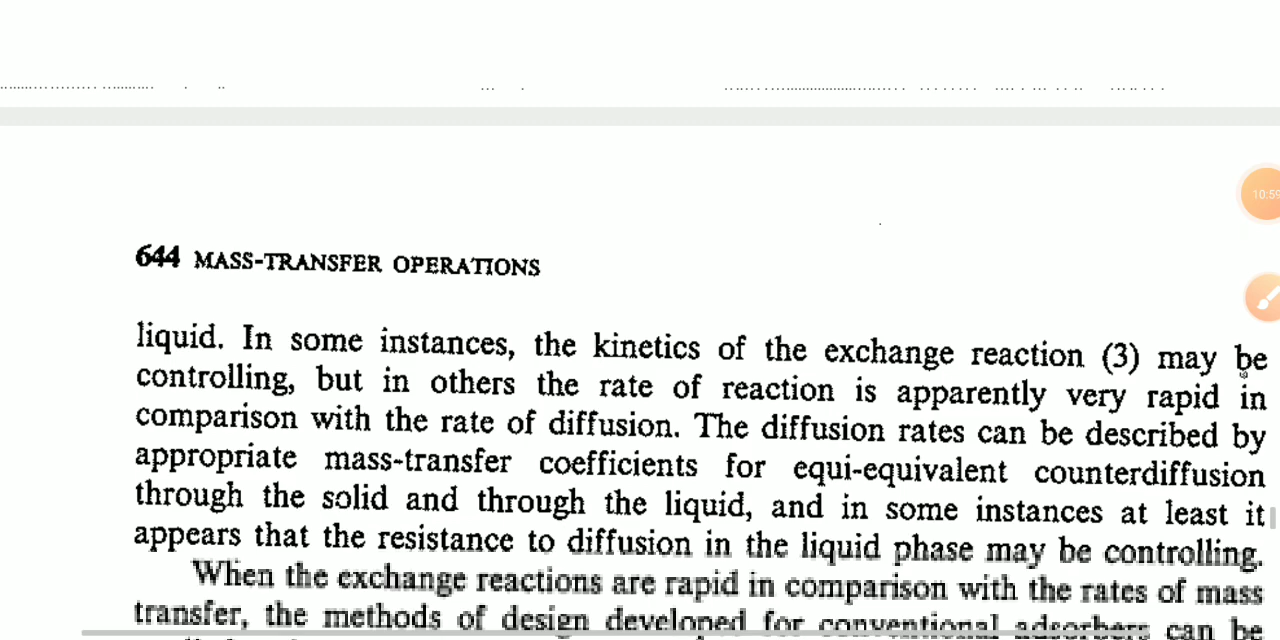 10:59
644 MASS-TRANSFER OPERATIONS
liquid. In some instances, the kinetics of the exchange reaction (3) may be
controlling, but in others the rate of reaction is apparently very rapid in
comparison with the rate of diffusion. The diffusion rates can be described by
appropriate mass-transfer coefficients for equi-equivalent counterdiffusion
through the solid and through the liquid, and in some instances at least it
appears that the resistance to diffusion in the liquid phase may be controlling.
When the exchange reactions are rapid in comparison with the rates of mass
transfer, the methods of design developed for conventional adsorbers can be